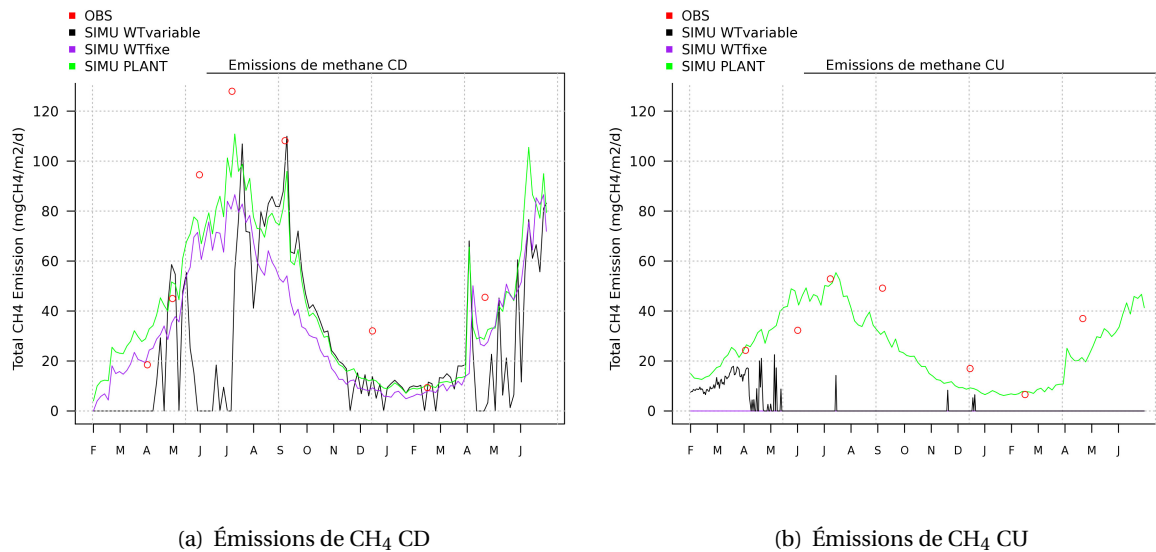 OBS
SIMU WTvariable
SIMU WTfixe
SIMU PLANT
Emissions de methane CD
Total CH4 Emission (mgCH4/m2/d)
120
100
80
60
40
20
0
F M A M J J A S O N D J F M A M J
(a) Émissions de CH₄ CD
OBS
SIMU WTvariable
SIMU WTfixe
SIMU PLANT
Emissions de methane CU
Total CH4 Emission (mgCH4/m2/d)
120
100
80
60
40
20
0
F M A M J J A S O N D J F M A M J
(b) Émissions de CH₄ CU